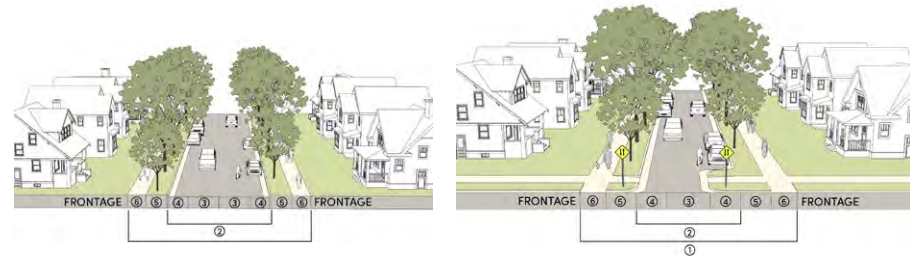 FRONTAGE ⑥ ⑤ ④ ③ ③ ④ ⑤ ⑥ FRONTAGE
②
FRONTAGE ⑥ ⑤ ④ ③ ④ ⑤ ⑥ FRONTAGE
②
①